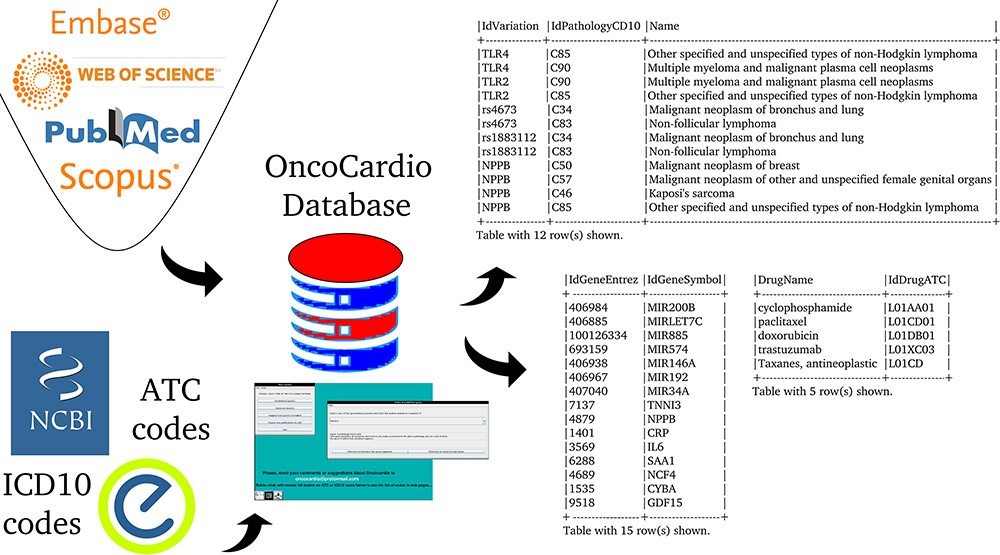 Embase®
WEB OF SCIENCE™
PubMed
Scopus®
OncoCardio
Database
NCBI
ATC
codes
ICD10
codes
Please, send your comments or suggestions about Onocardio to
oncocardio@protonmail.com
|IdVariation |IdPathologyCD10 |Name |
|TLR4 |C85 |Other specified and unspecified types of non-Hodgkin lymphoma |
|TLR4 |C90 |Multiple myeloma and malignant plasma cell neoplasms |
|TLR2 |C90 |Multiple myeloma and malignant plasma cell neoplasms |
|TLR2 |C85 |Other specified and unspecified types of non-Hodgkin lymphoma |
|rs4673 |C34 |Malignant neoplasm of bronchus and lung |
|rs4673 |C83 |Non-follicular lymphoma |
|rs1883112 |C34 |Malignant neoplasm of bronchus and lung |
|rs1883112 |C83 |Non-follicular lymphoma |
|NPPB |C50 |Malignant neoplasm of breast |
|NPPB |C57 |Malignant neoplasm of other and unspecified female genital organs |
|NPPB |C46 |Kaposi's sarcoma |
|NPPB |C85 |Other specified and unspecified types of non-Hodgkin lymphoma |
Table with 12 row(s) shown.
|IdGeneEntrez |IdGeneSymbol|
|406984 |MIR200B |
|406885 |MIRLET7C |
|100126334 |MIR885 |
|693159 |MIR574 |
|406938 |MIR146A |
|406967 |MIR192 |
|407040 |MIR34A |
|7137 |TNNI3 |
|4879 |NPPB |
|1401 |CRP |
|3569 |IL6 |
|6288 |SAA1 |
|4689 |NCF4 |
|1535 |CYBA |
|9518 |GDF15 |
Table with 15 row(s) shown.
|DrugName |IdDrugATC|
|cyclophosphamide |L01AA01 |
|paclitaxel |L01CD01 |
|doxorubicin |L01DB01 |
|trastuzumab |L01XC03 |
|Taxanes, antineoplastic |L01CD |
Table with 5 row(s) shown.